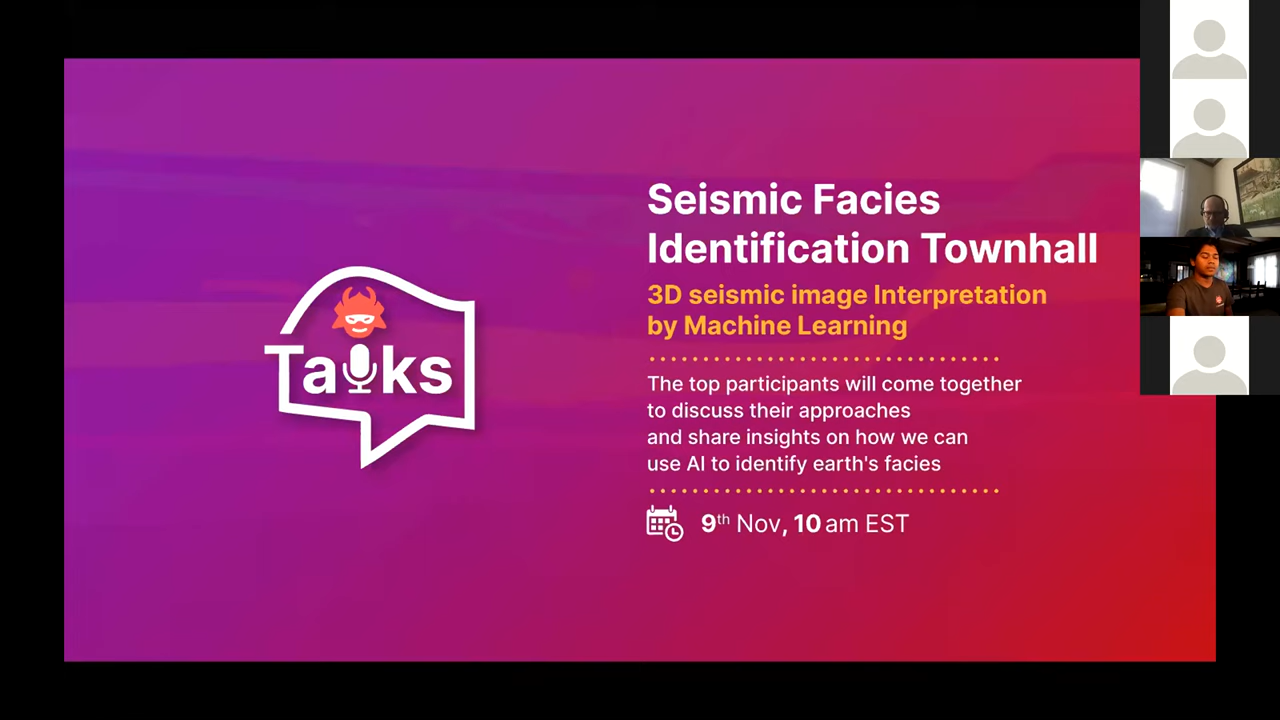 Talks
Seismic Facies
Identification Townhall
3D seismic image Interpretation
by Machine Learning
The top participants will come together
to discuss their approaches
and share insights on how we can
use AI to identify earth's facies
9th Nov, 10 am EST